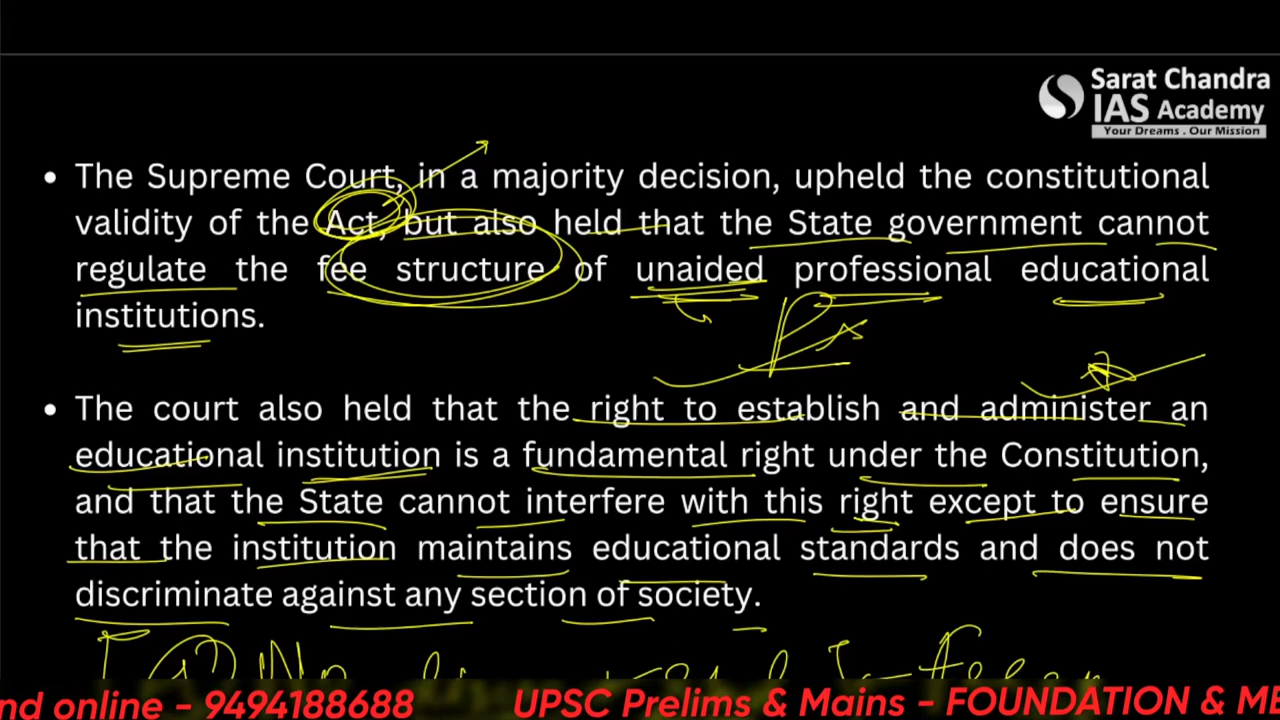 Sarat Chandra
IAS Academy
Your Dreams . Our Mission
• The Supreme Court, in a majority decision, upheld the constitutional
validity of the Act, but also held that the State government cannot
regulate the fee structure of unaided professional educational
institutions.
• The court also held that the right to establish and administer an
educational institution is a fundamental right under the Constitution,
and that the State cannot interfere with this right except to ensure
that the institution maintains educational standards and does not
discriminate against any section of society.
nd online - 9494188688 UPSC Prelims & Mains - FOUNDATION & ME